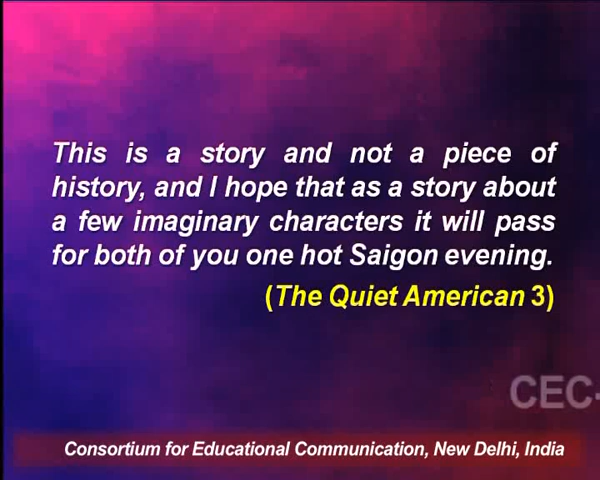 This is a story and not a piece of
history, and I hope that as a story about
a few imaginary characters it will pass
for both of you one hot Saigon evening.
(The Quiet American 3)
CEC-
Consortium for Educational Communication, New Delhi, India